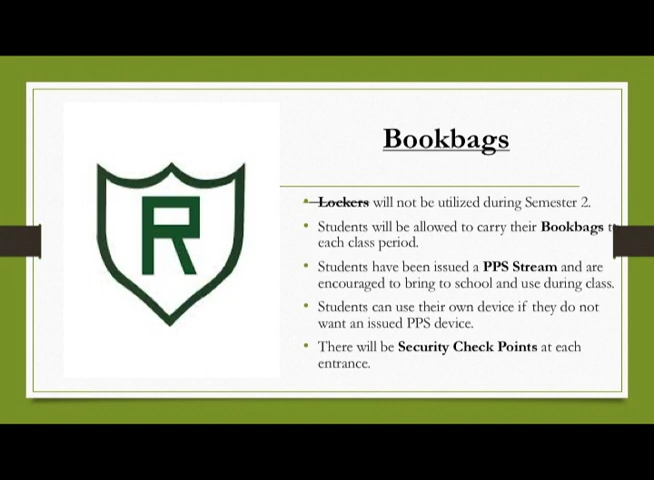 R
Bookbags
Lockers will not be utilized during Semester 2.
Students will be allowed to carry their Bookbags
each class period.
Students have been issued a PPS Stream and are
encouraged to bring to school and use during class.
Students can use their own device if they do not
want an issued PPS device.
There will be Security Check Points at each
entrance.